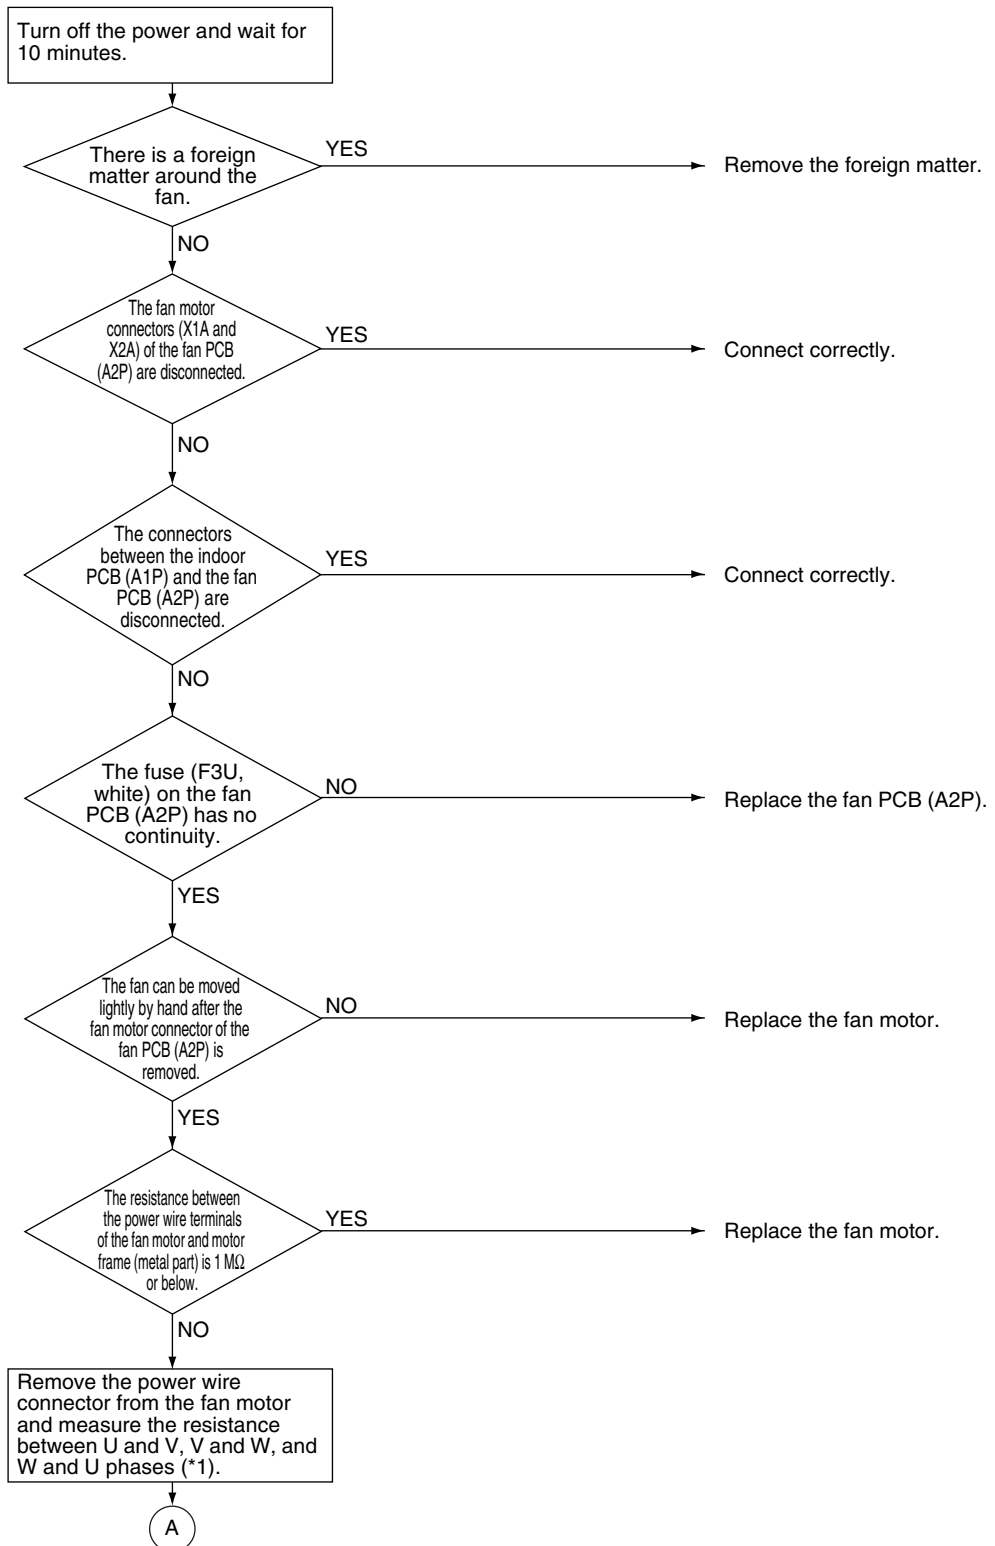 Turn off the power and wait for
10 minutes.
There is a foreign
matter around the
fan.
YES
Remove the foreign matter.
NO
The fan motor
connectors (X1A and
X2A) of the fan PCB
(A2P) are disconnected.
YES
Connect correctly.
NO
The connectors
between the indoor
PCB (A1P) and the fan
PCB (A2P) are
disconnected.
YES
Connect correctly.
NO
The fuse (F3U,
white) on the fan
PCB (A2P) has no
continuity.
NO
Replace the fan PCB (A2P).
YES
The fan can be moved
lightly by hand after the
fan motor connector of the
fan PCB (A2P) is
removed.
NO
Replace the fan motor.
YES
The resistance between
the power wire terminals
of the fan motor and motor
frame (metal part) is 1 MΩ
or below.
YES
Replace the fan motor.
NO
Remove the power wire
connector from the fan motor
and measure the resistance
between U and V, V and W, and
W and U phases (*1).
A